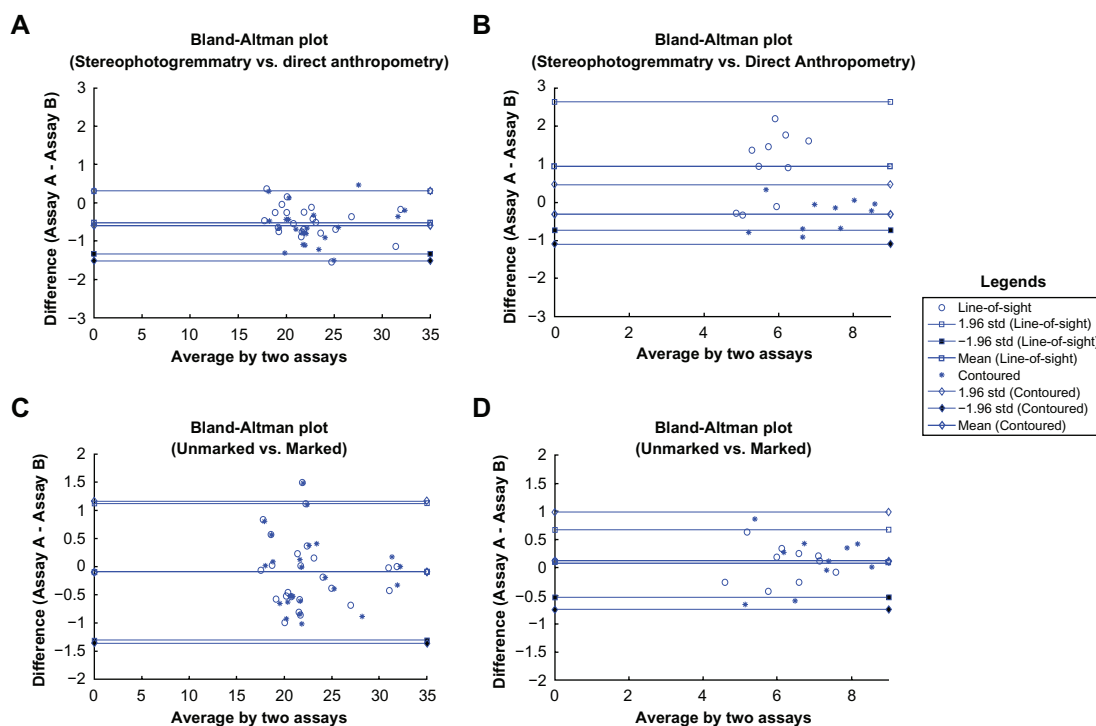 A
Bland-Altman plot
(Stereophotogremmatry vs. direct anthropometry)
Difference (Assay A - Assay B)
3
2
1
0
−1
−2
−3
0 5 10 15 20 25 30 35
Average by two assays
B
Bland-Altman plot
(Stereophotogremmatry vs. Direct Anthropometry)
Difference (Assay A - Assay B)
3
2
1
0
−1
−2
−3
0 2 4 6 8
Average by two assays
Legends
Line-of-sight
1.96 std (Line-of-sight)
−1.96 std (Line-of-sight)
Mean (Line-of-sight)
Contoured
1.96 std (Contoured)
−1.96 std (Contoured)
Mean (Contoured)
C
Bland-Altman plot
(Unmarked vs. Marked)
Difference (Assay A - Assay B)
2
1.5
1
0.5
0
−0.5
−1
−1.5
−2
0 5 10 15 20 25 30 35
Average by two assays
D
Bland-Altman plot
(Unmarked vs. Marked)
Difference (Assay A - Assay B)
2
1.5
1
0.5
0
−0.5
−1
−1.5
−2
0 2 4 6 8
Average by two assays